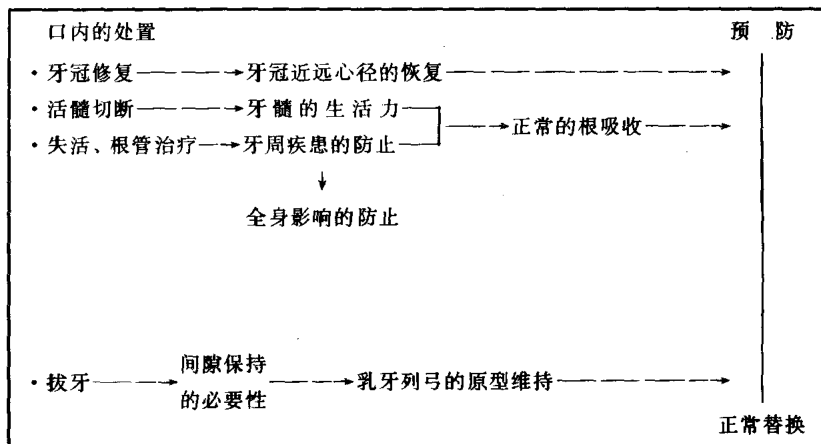 口内的处置 预 防
·牙冠修复——→牙冠近远心径的恢复——→
·活髓切断——→牙髓的生活力
——→正常的根吸收——→
·失活、根管治疗—→牙周疾患的防止
↓
全身影响的防止
间隙保持
·拔牙——→ ——→乳牙列弓的原型维持——→
的必要性
正常替换